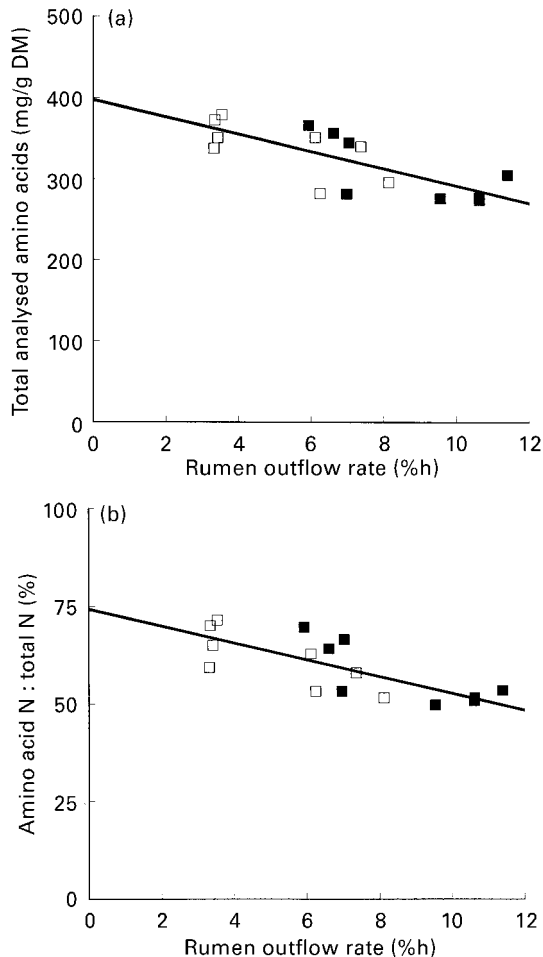 (a)
Total analysed amino acids (mg/g DM)
500
400
300
200
100
0
0 2 4 6 8 10 12
Rumen outflow rate (%h)
(b)
Amino acid N : total N (%)
100
75
50
25
0
0 2 4 6 8 10 12
Rumen outflow rate (%h)